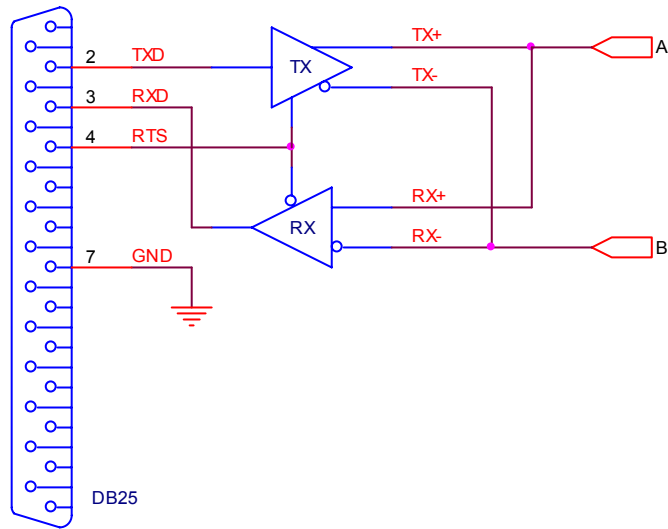 TX+
A
2 TXD
TX
TX-
3 RXD
4 RTS
RX+
RX
RX-
B
7 GND
DB25